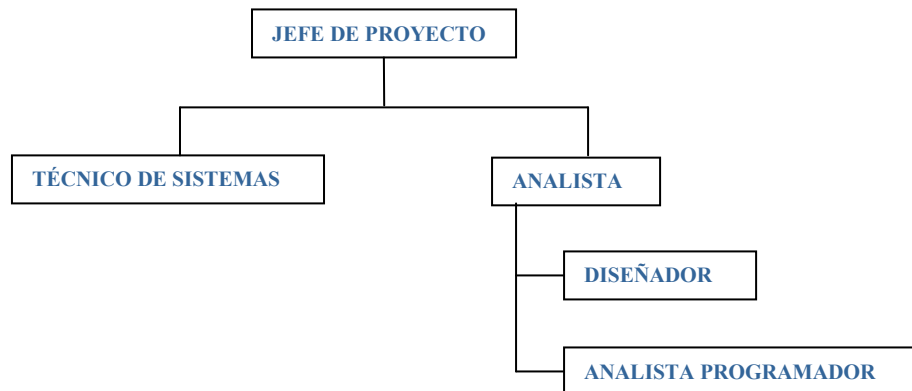 JEFE DE PROYECTO
TÉCNICO DE SISTEMAS
ANALISTA
DISEÑADOR
ANALISTA PROGRAMADOR